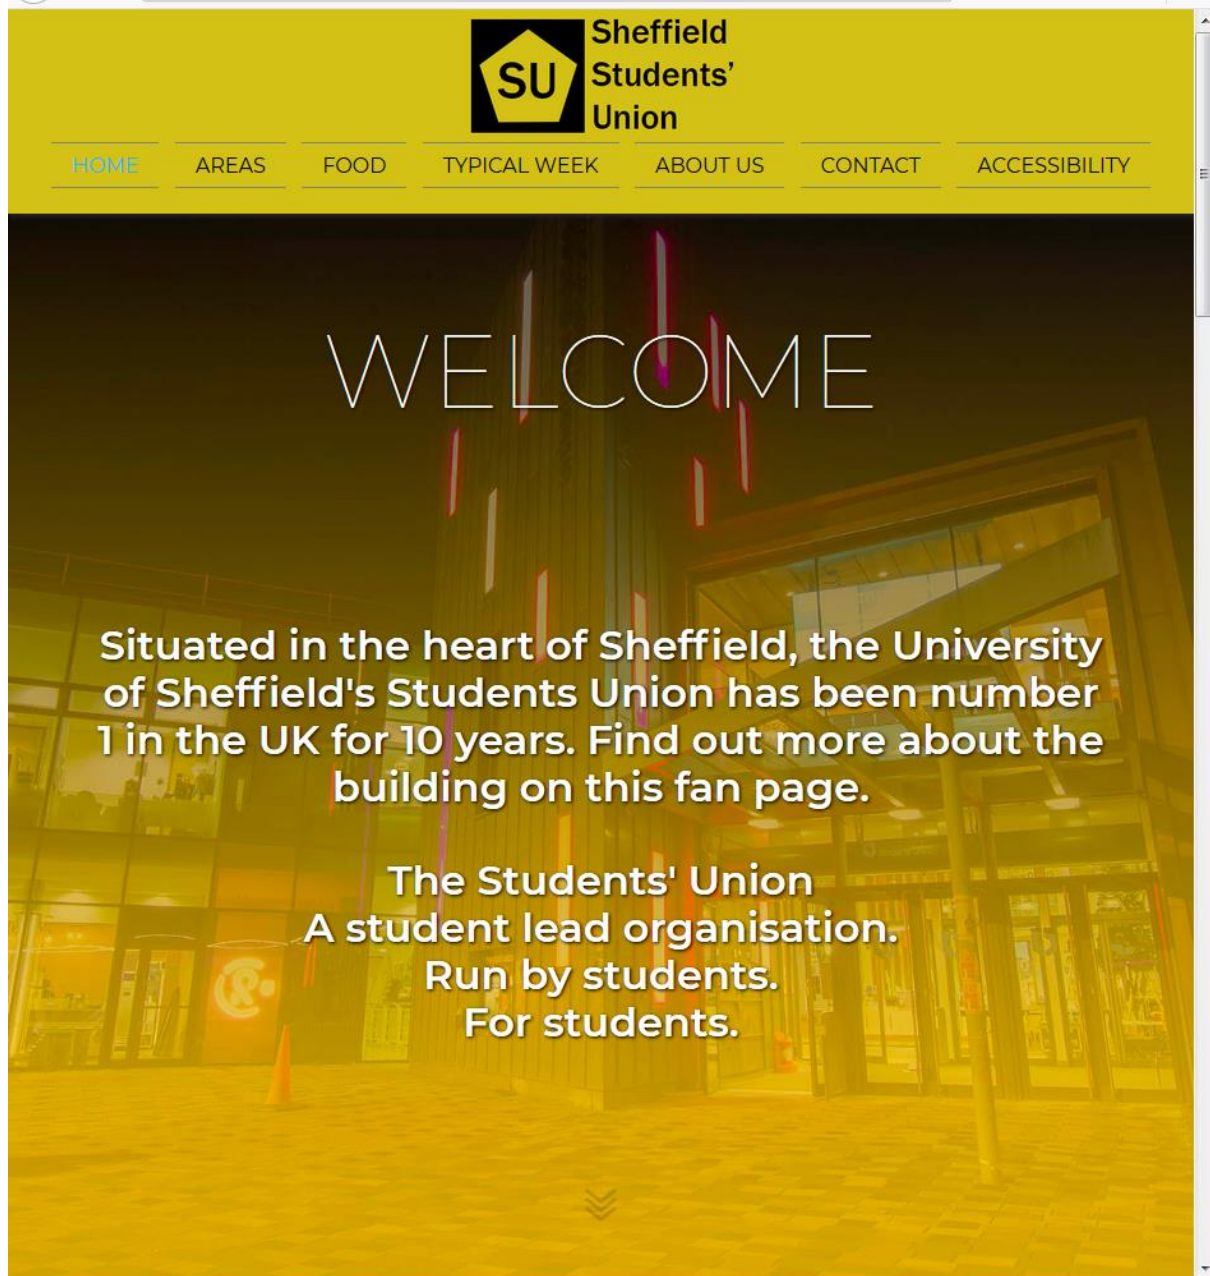 SU
Sheffield
Students’
Union
HOME AREAS FOOD TYPICAL WEEK ABOUT US CONTACT ACCESSIBILITY
WELCOME
Situated in the heart of Sheffield, the University
of Sheffield's Students Union has been number
1 in the UK for 10 years. Find out more about the
building on this fan page.
The Students' Union
A student lead organisation.
Run by students.
For students.